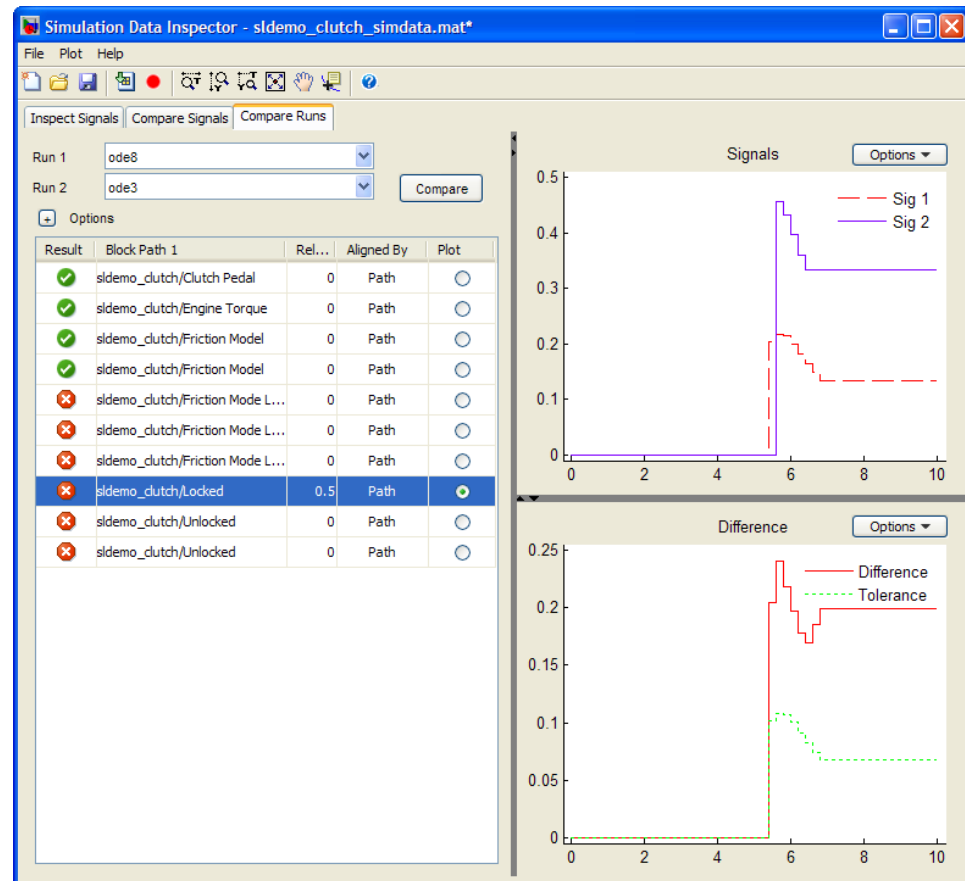 Simulation Data Inspector - sldemo_clutch_simdata.mat*
File Plot Help
Inspect Signals Compare Signals Compare Runs
Run 1 ode8
Run 2 ode3 Compare
+ Options
Result Block Path 1 Rel... Aligned By Plot
sldemo_clutch/Clutch Pedal 0 Path
sldemo_clutch/Engine Torque 0 Path
sldemo_clutch/Friction Model 0 Path
sldemo_clutch/Friction Model 0 Path
sldemo_clutch/Friction Mode L... 0 Path
sldemo_clutch/Friction Mode L... 0 Path
sldemo_clutch/Friction Mode L... 0 Path
sldemo_clutch/Locked 0.5 Path
sldemo_clutch/Unlocked 0 Path
sldemo_clutch/Unlocked 0 Path
Signals Options
0.5
0.4
0.3
0.2
0.1
0
Sig 1
Sig 2
0 2 4 6 8 10
Difference Options
0.25
0.2
0.15
0.1
0.05
0
Difference
Tolerance
0 2 4 6 8 10